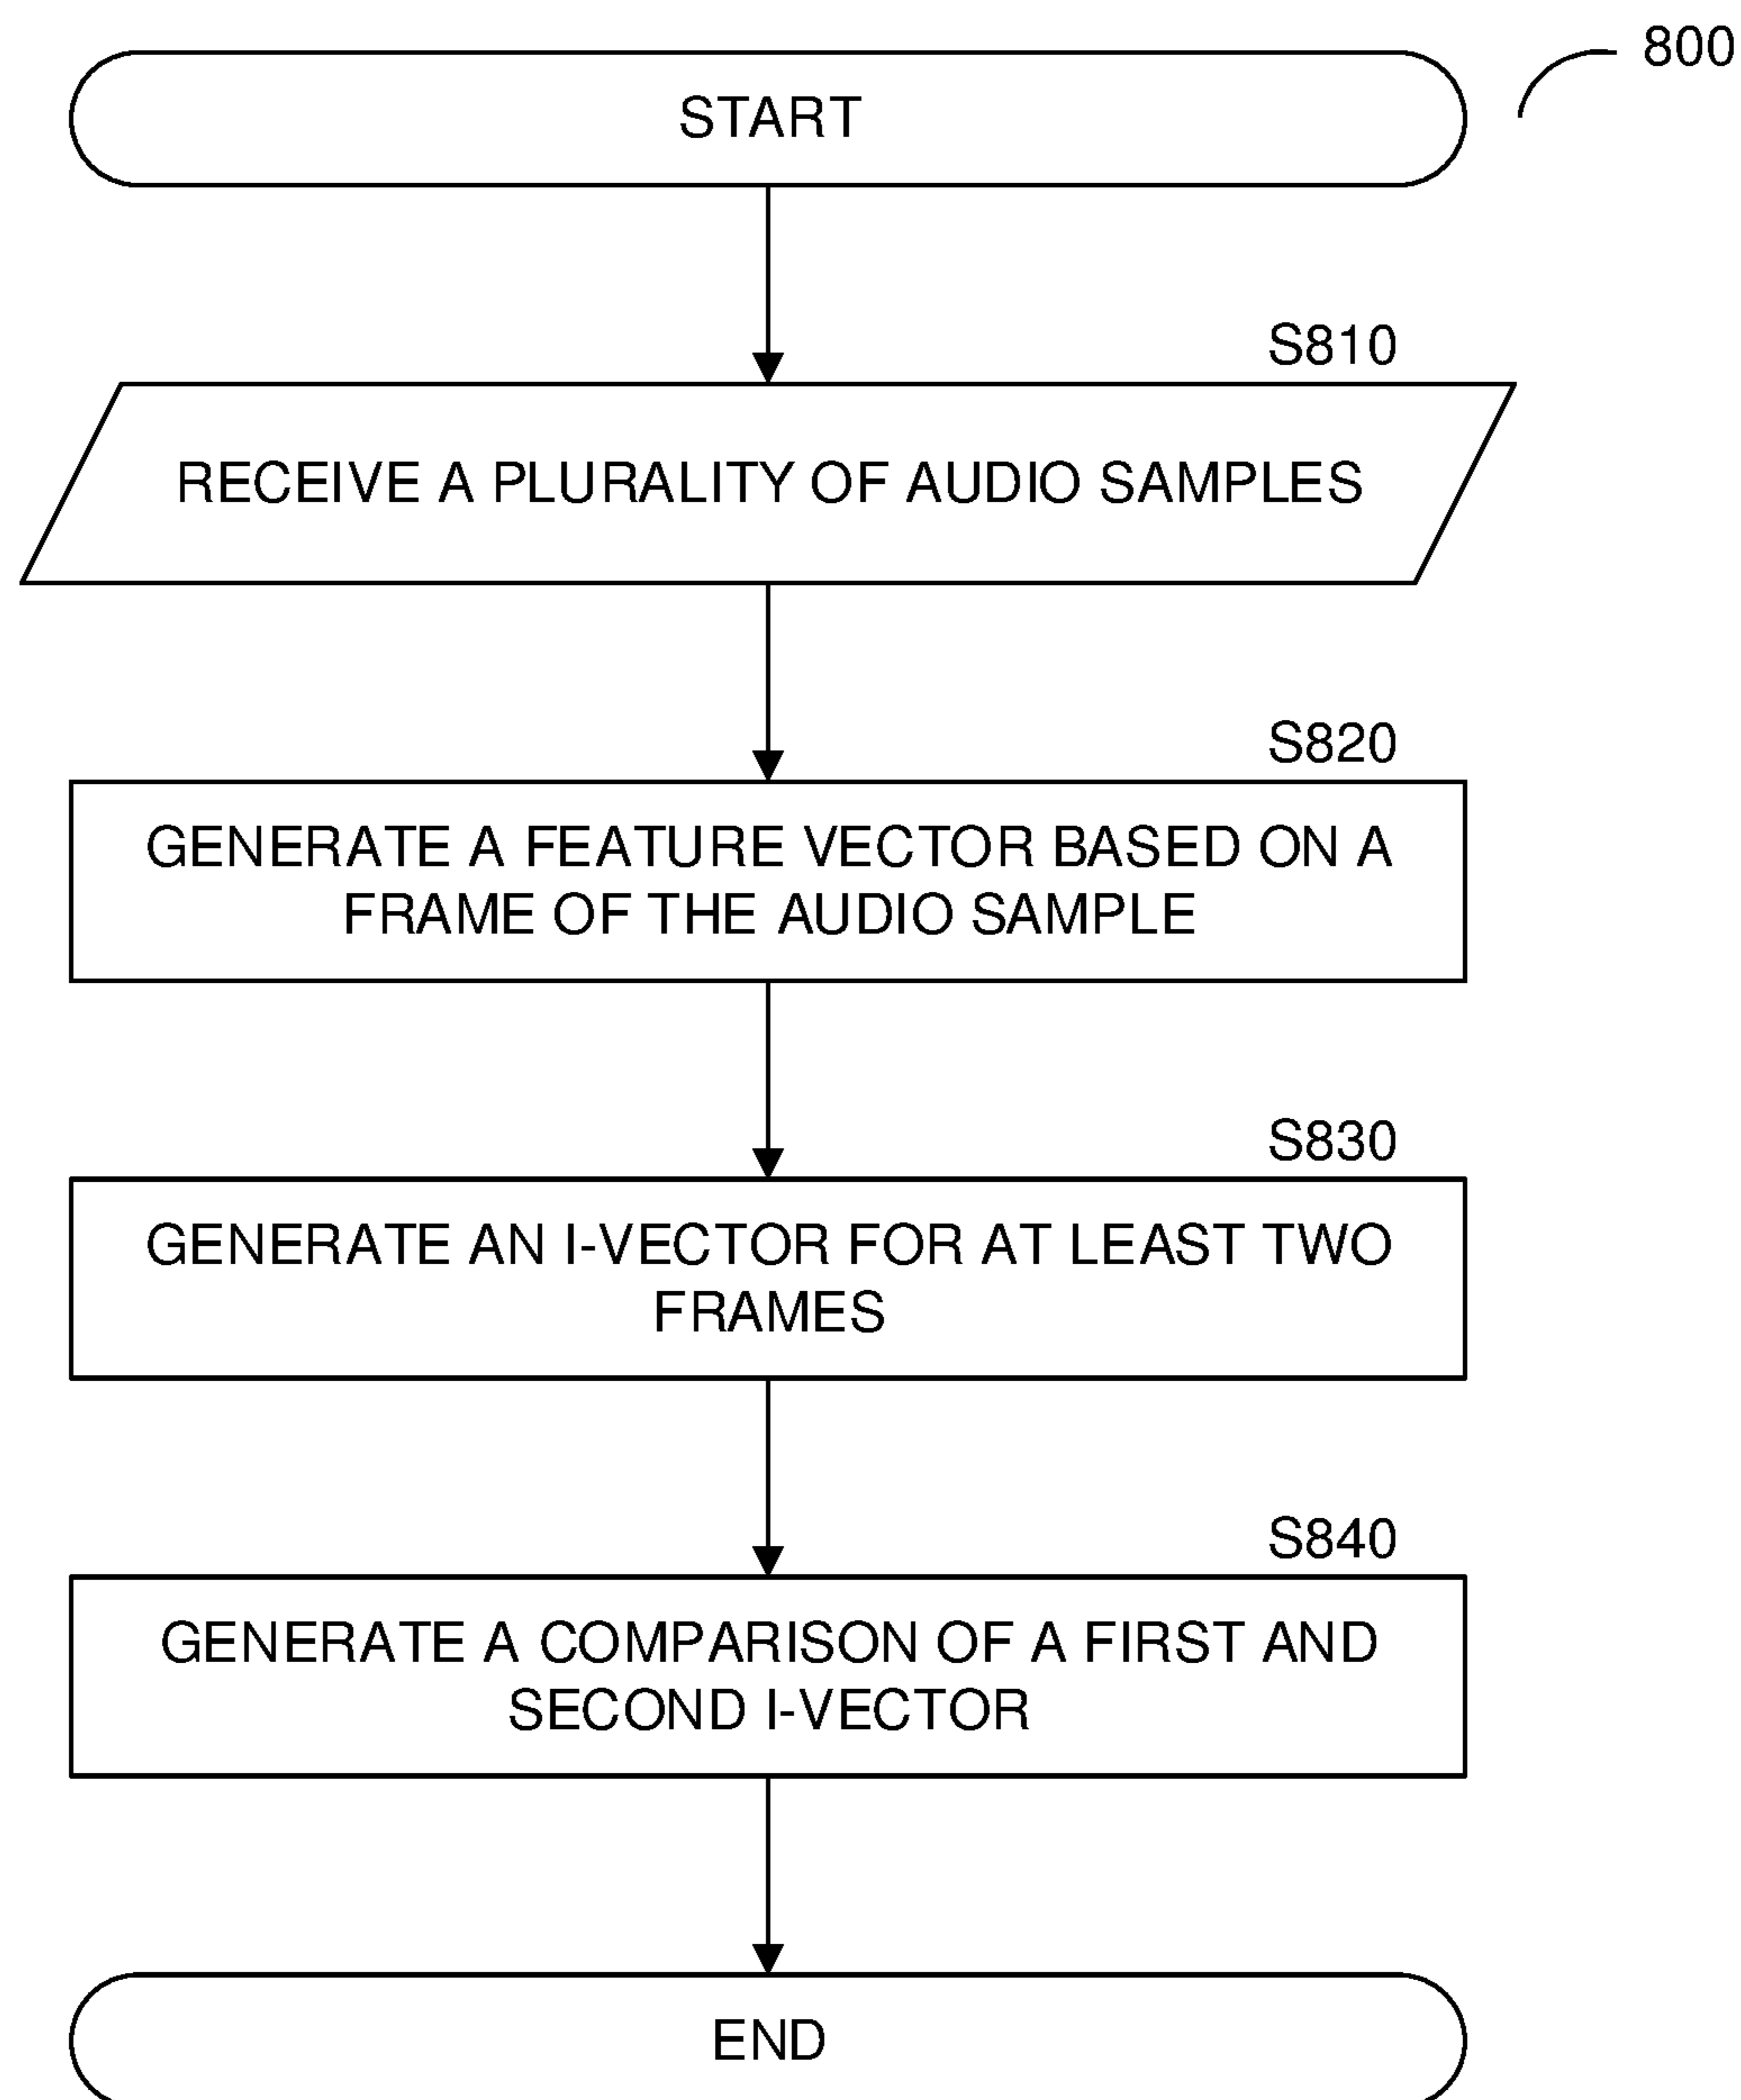 800
START
S810
RECEIVE A PLURALITY OF AUDIO SAMPLES
S820
GENERATE A FEATURE VECTOR BASED ON A
FRAME OF THE AUDIO SAMPLE
S830
GENERATE AN I-VECTOR FOR AT LEAST TWO
FRAMES
S840
GENERATE A COMPARISON OF A FIRST AND
SECOND I-VECTOR
END